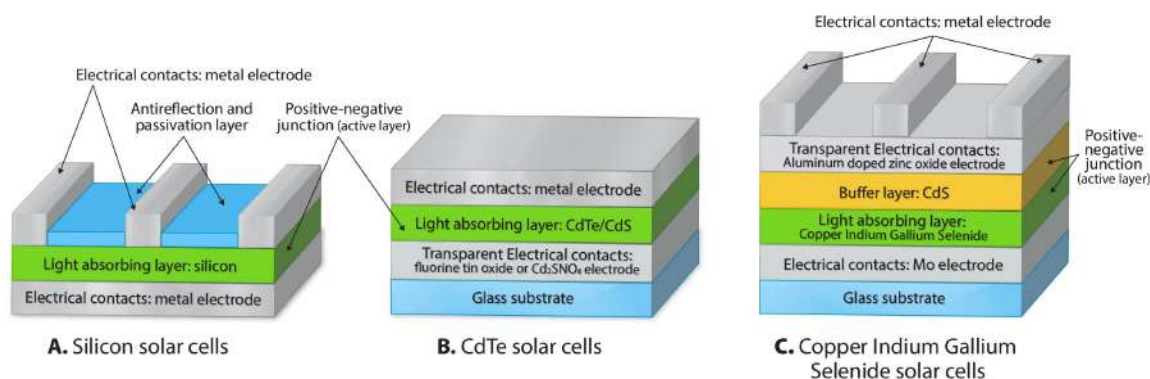 Electrical contacts: metal electrode
Antireflection and
passivation layer
Positive-negative
junction (active layer)
Light absorbing layer: silicon
Electrical contacts: metal electrode
A. Silicon solar cells
Electrical contacts: metal electrode
Light absorbing layer: CdTe/CdS
Transparent Electrical contacts:
fluorine tin oxide or Cd₂SNO₄ electrode
Glass substrate
B. CdTe solar cells
Electrical contacts: metal electrode
Transparent Electrical contacts:
Aluminum doped zinc oxide electrode
Buffer layer: CdS
Light absorbing layer:
Copper Indium Gallium Selenide
Electrical contacts: Mo electrode
Glass substrate
Positive-
negative
junction
(active layer)
C. Copper Indium Gallium
Selenide solar cells